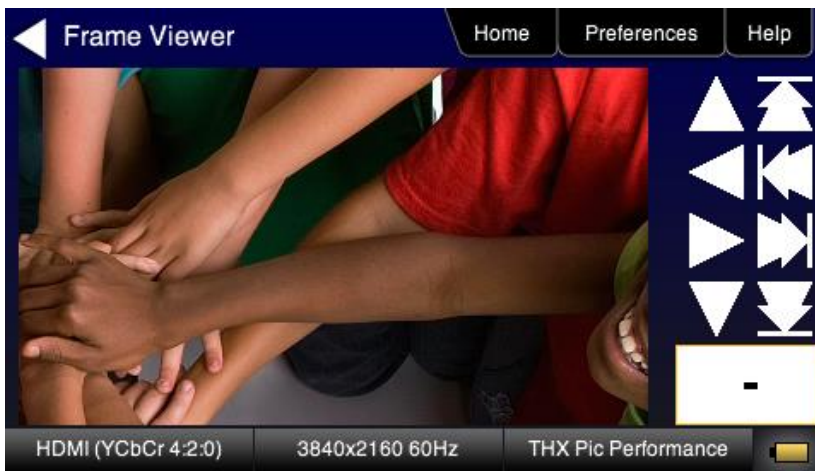 Frame Viewer
Home
Preferences
Help
-
HDMI (YCbCr 4:2:0)
3840x2160 60Hz
THX Pic Performance